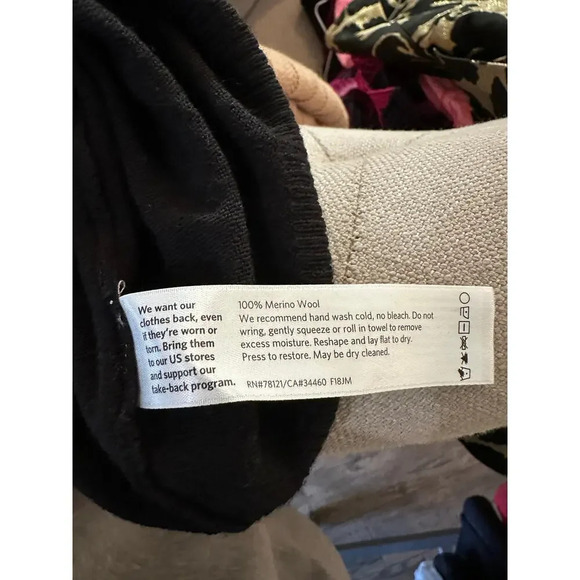 We want our
clothes back, even
if they're worn or
torn. Bring them
to our US stores
and support our
take-back program.
100% Merino Wool
We recommend hand wash cold, no bleach. Do not
wring, gently squeeze or roll in towel to remove
excess moisture. Reshape and lay flat to dry.
Press to restore. May be dry cleaned.
RN#78121/CA#34460 F18JM